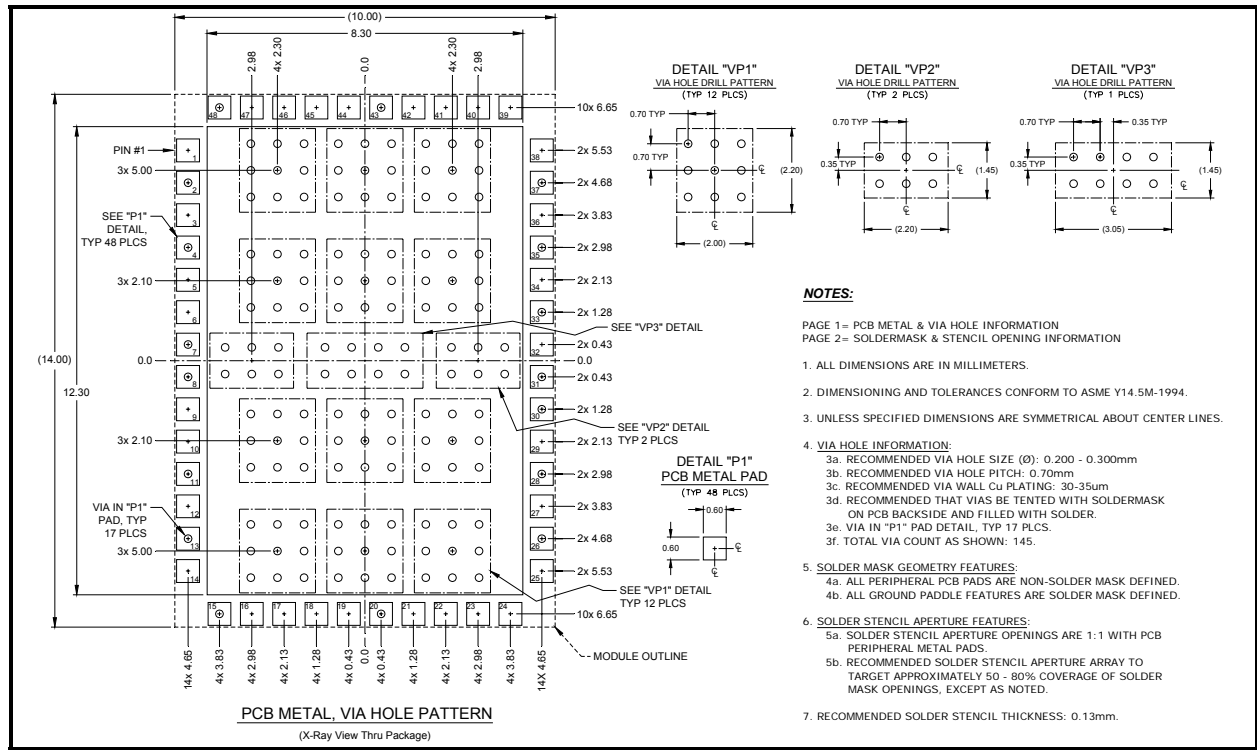 (10.00)
8.30
2.98
4x 2.30
0.0
4x 2.30
2.98
48 47 46 45 44 43 42 41 40 39
10x 6.65
(14.00)
12.30
PIN #1
3x 5.00
SEE "P1"
DETAIL,
TYP 48 PLCS
3x 2.10
0.0
3x 2.10
VIA IN "P1"
PAD, TYP
17 PLCS
3x 5.00
1
2
3
4
5
6
7
8
9
10
11
12
13
14
38
37
36
35
34
33
32
31
30
29
28
27
26
25
2x 5.53
2x 4.68
2x 3.83
2x 2.98
2x 2.13
2x 1.28
2x 0.43
0.0
2x 0.43
2x 1.28
2x 2.13
2x 2.98
2x 3.83
2x 4.68
2x 5.53
10x 6.65
SEE "VP3" DETAIL
SEE "VP2" DETAIL
TYP 2 PLCS
SEE "VP1" DETAIL
TYP 12 PLCS
MODULE OUTLINE
15 16 17 18 19 20 21 22 23 24
14X 4.65
4x 3.83
4x 2.98
4x 2.13
4x 1.28
4x 0.43
0.0
4x 0.43
4x 1.28
4x 2.13
4x 2.98
4x 3.83
14X 4.65
PCB METAL, VIA HOLE PATTERN
(X-Ray View Thru Package)
DETAIL "VP1"
VIA HOLE DRILL PATTERN
(TYP 12 PLCS)
0.70 TYP
0.70 TYP
(2.20)
(2.00)
DETAIL "VP2"
VIA HOLE DRILL PATTERN
(TYP 2 PLCS)
0.70 TYP
0.35 TYP
(1.45)
(2.20)
DETAIL "VP3"
VIA HOLE DRILL PATTERN
(TYP 1 PLCS)
0.70 TYP
0.35 TYP
0.35 TYP
(1.45)
(3.05)
DETAIL "P1"
PCB METAL PAD
(TYP 48 PLCS)
0.60
0.60
NOTES:
PAGE 1= PCB METAL & VIA HOLE INFORMATION
PAGE 2= SOLDERMASK & STENCIL OPENING INFORMATION
1. ALL DIMENSIONS ARE IN MILLIMETERS.
2. DIMENSIONING AND TOLERANCES CONFORM TO ASME Y14.5M-1994.
3. UNLESS SPECIFIED DIMENSIONS ARE SYMMETRICAL ABOUT CENTER LINES.
4. VIA HOLE INFORMATION:
3a. RECOMMENDED VIA HOLE SIZE (Ø): 0.200 - 0.300mm
3b. RECOMMENDED VIA HOLE PITCH: 0.70mm
3c. RECOMMENDED VIA WALL Cu PLATING: 30-35um
3d. RECOMMENDED THAT VIAS BE TENTED WITH SOLDERMASK
ON PCB BACKSIDE AND FILLED WITH SOLDER.
3e. VIA IN "P1" PAD DETAIL, TYP 17 PLCS.
3f. TOTAL VIA COUNT AS SHOWN: 145.
5. SOLDER MASK GEOMETRY FEATURES:
4a. ALL PERIPHERAL PCB PADS ARE NON-SOLDER MASK DEFINED.
4b. ALL GROUND PADDLE FEATURES ARE SOLDER MASK DEFINED.
6. SOLDER STENCIL APERTURE FEATURES:
5a. SOLDER STENCIL APERTURE OPENINGS ARE 1:1 WITH PCB
PERIPHERAL METAL PADS.
5b. RECOMMENDED SOLDER STENCIL APERTURE ARRAY TO
TARGET APPROXIMATELY 50 - 80% COVERAGE OF SOLDER
MASK OPENINGS, EXCEPT AS NOTED.
7. RECOMMENDED SOLDER STENCIL THICKNESS: 0.13mm.